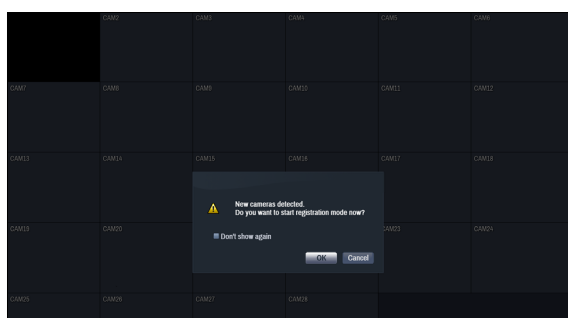 CAM2 CAM3 CAM4 CAM5 CAM6
CAM7 CAM8 CAM9 CAM10 CAM11 CAM12
CAM13 CAM14 CAM15 CAM16 CAM17 CAM18
New cameras detected.
Do you want to start registration mode now?
CAM19 CAM20 CAM23 CAM24
Don't show again
OK Cancel
CAM25 CAM26 CAM27 CAM28